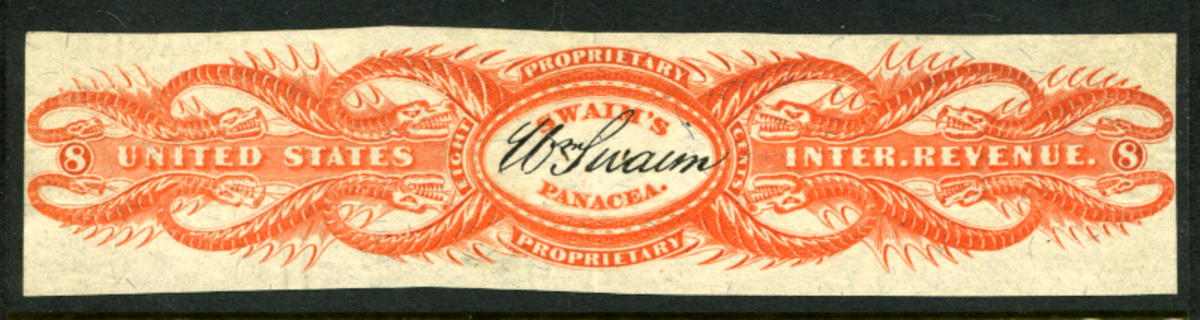 PROPRIETARY
8 UNITED STATES EIGHT SWAIM'S CENTS INTER. REVENUE. 8
Wm Swaim
PANACEA.
PROPRIETARY